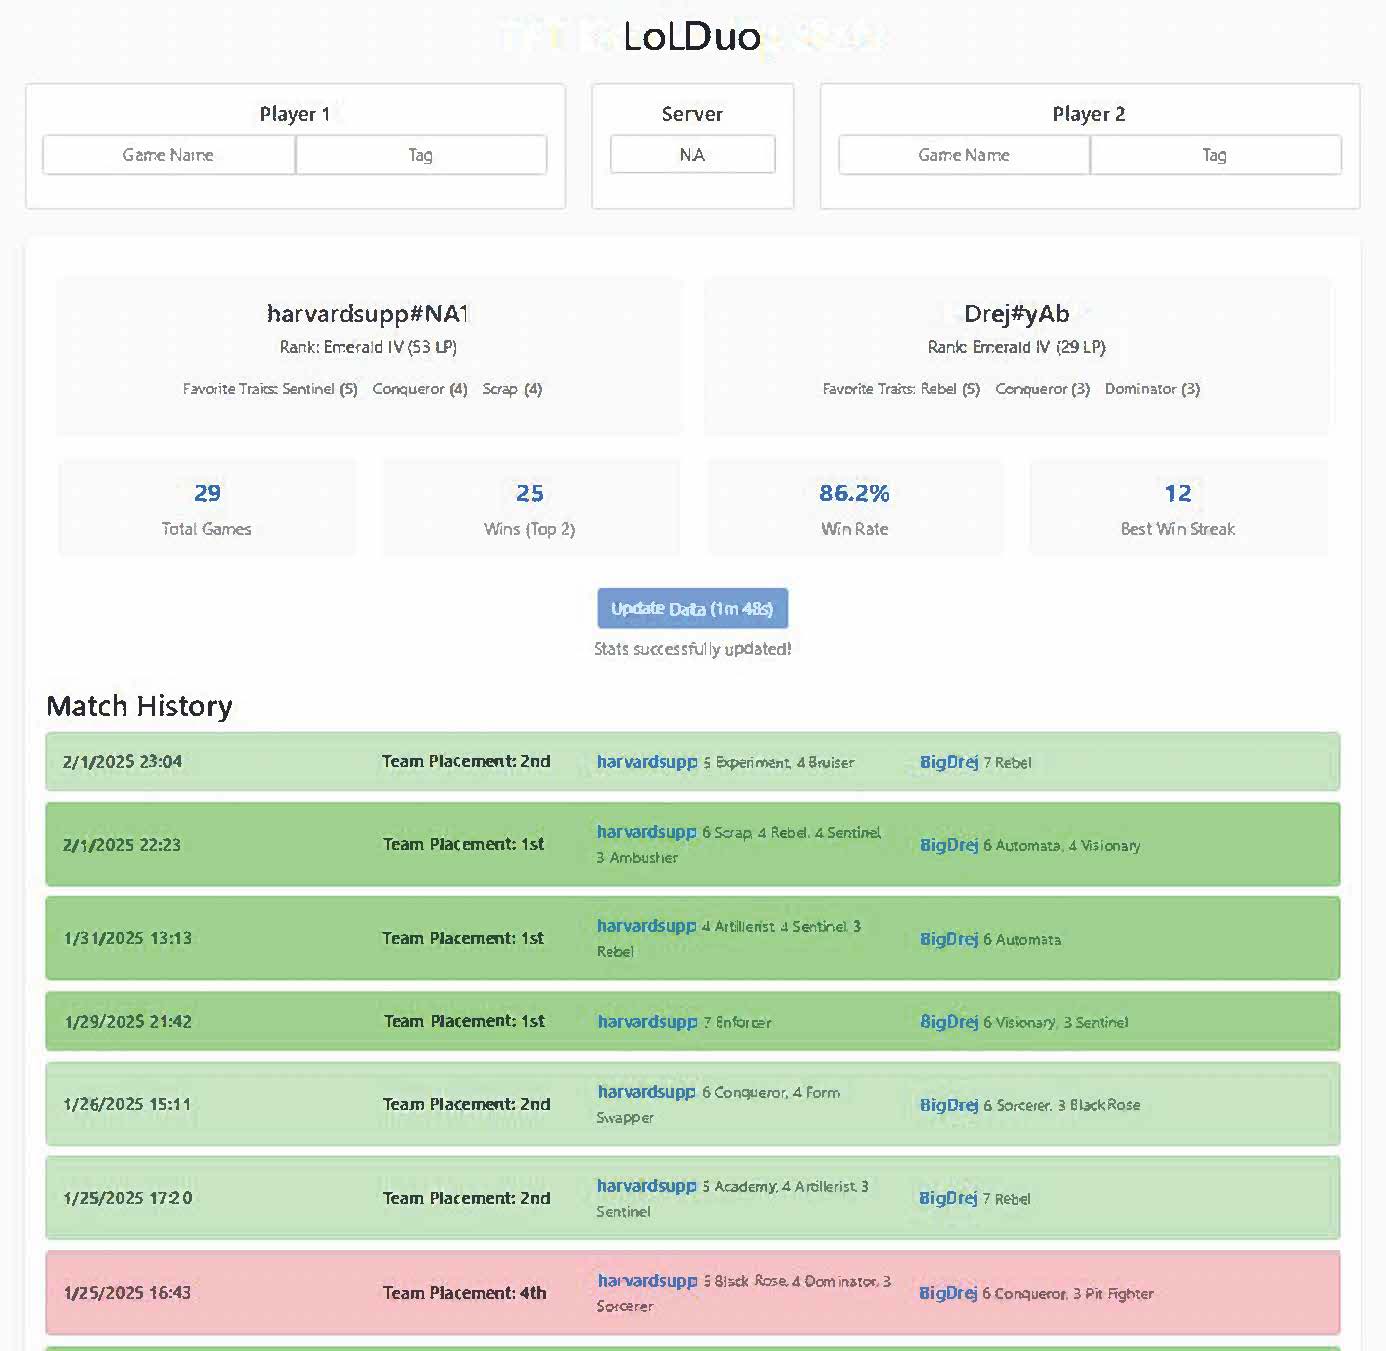 LoLDuo
Player 1
Game Name
Tag
Server
NA
Player 2
Game Name
Tag
harvardsupp#NA1
Rank: Emerald IV (53 LP)
Favorite Traits: Sentinel (5) Conqueror (4) Scrap (4)
Drej#yAb
Rank: Emerald IV (29 LP)
Favorite Traits: Rebel (5) Conqueror (3) Dominator (3)
29
Total Games
25
Wins (Top 2)
86.2%
Win Rate
12
Best Win Streak
Update Data (1m 48s)
Stats successfully updated!
Match History
2/1/2025 23:04 Team Placement: 2nd harvardsupp 5 Experiment, 4 Bruiser BigDrej 7 Rebel
2/1/2025 22:23 Team Placement: 1st harvardsupp 6 Scrap, 4 Rebel, 4 Sentinel,
3 Ambusher
BigDrej 6 Automata, 4 Visionary
1/31/2025 13:13 Team Placement: 1st harvardsupp 4 Artillerist, 4 Sentinel, 3
Rebel
BigDrej 6 Automata
1/29/2025 21:42 Team Placement: 1st harvardsupp 7 Enforcer BigDrej 6 Visionary, 3 Sentinel
1/26/2025 15:11 Team Placement: 2nd harvardsupp 6 Conqueror, 4 Form
Swapper
BigDrej 6 Sorcerer, 3 BlackRose
1/25/2025 17:20 Team Placement: 2nd harvardsupp 5 Academy, 4 Artillerist, 3
Sentinel
BigDrej 7 Rebel
1/25/2025 16:43 Team Placement: 4th harvardsupp 5 Black Rose, 4 Dominator, 3
Sorcerer
BigDrej 6 Conqueror, 3 Pit Fighter